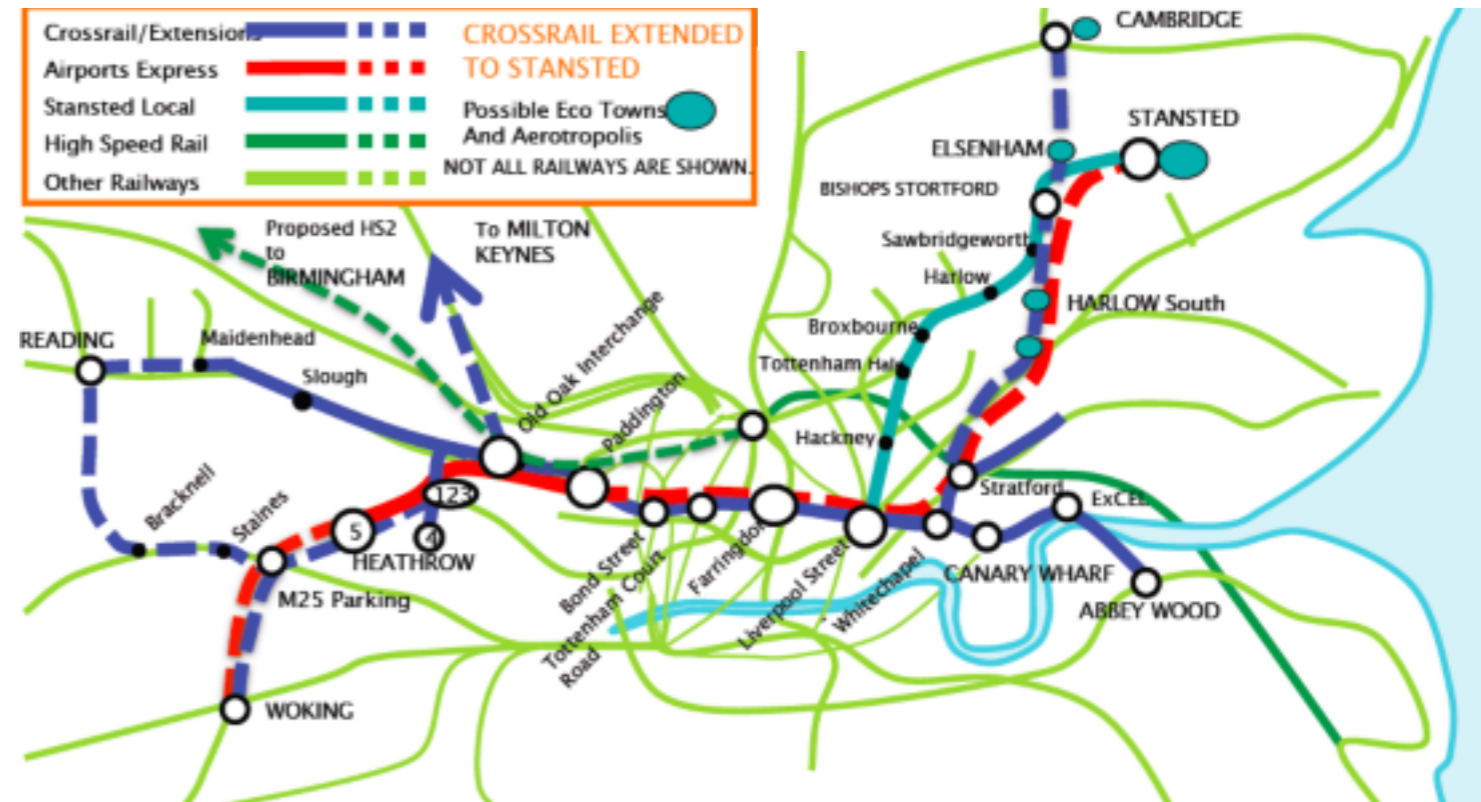 Crossrail/Extensions
Airports Express
Stansted Local
High Speed Rail
Other Railways
CROSSRAIL EXTENDED
TO STANSTED
Possible Eco Towns
And Aerotropolis
NOT ALL RAILWAYS ARE SHOWN.
CAMBRIDGE
STANSTED
ELSENHAM
BISHOPS STORTFORD
Sawbridgeworth
Harlow
HARLOW South
Broxbourne
Tottenham Hale
Hackney
Proposed HS2
to
BIRMINGHAM
To MILTON
KEYNES
READING
Maidenhead
Slough
Old Oak Interchange
Paddington
Bracknell
Staines
123
5
4
HEATHROW
M25 Parking
WOKING
Bond Street
Tottenham Court
Road
Farringdon
Liverpool Street
Whitechapel
Stratford
ExCEL
CANARY WHARF
ABBEY WOOD